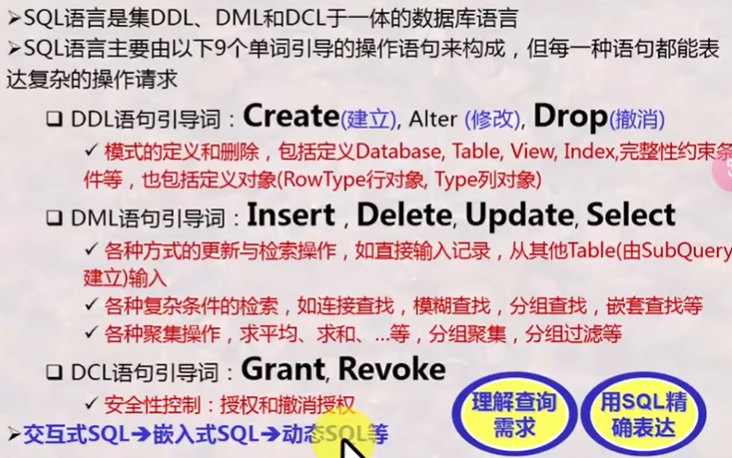 ➢SQL语言是集DDL、DML和DCL于一体的数据库语言
➢SQL语言主要由以下9个单词引导的操作语句来构成，但每一种语句都能表
达复杂的操作请求
❑ DDL语句引导词：Create(建立), Alter (修改), Drop(撤消)
✓ 模式的定义和删除，包括定义Database, Table, View, Index,完整性约束条
件等，也包括定义对象(RowType行对象, Type列对象)
❑ DML语句引导词：Insert , Delete, Update, Select
✓ 各种方式的更新与检索操作，如直接输入记录，从其他Table(由SubQuery
建立)输入
✓ 各种复杂条件的检索，如连接查找，模糊查找，分组查找，嵌套查找等
✓ 各种聚集操作，求平均、求和、…等，分组聚集，分组过滤等
❑ DCL语句引导词：Grant, Revoke
✓ 安全性控制：授权和撤消授权
➢交互式SQL➔嵌入式SQL➔动态SQL等
理解查询
需求
用SQL精
确表达